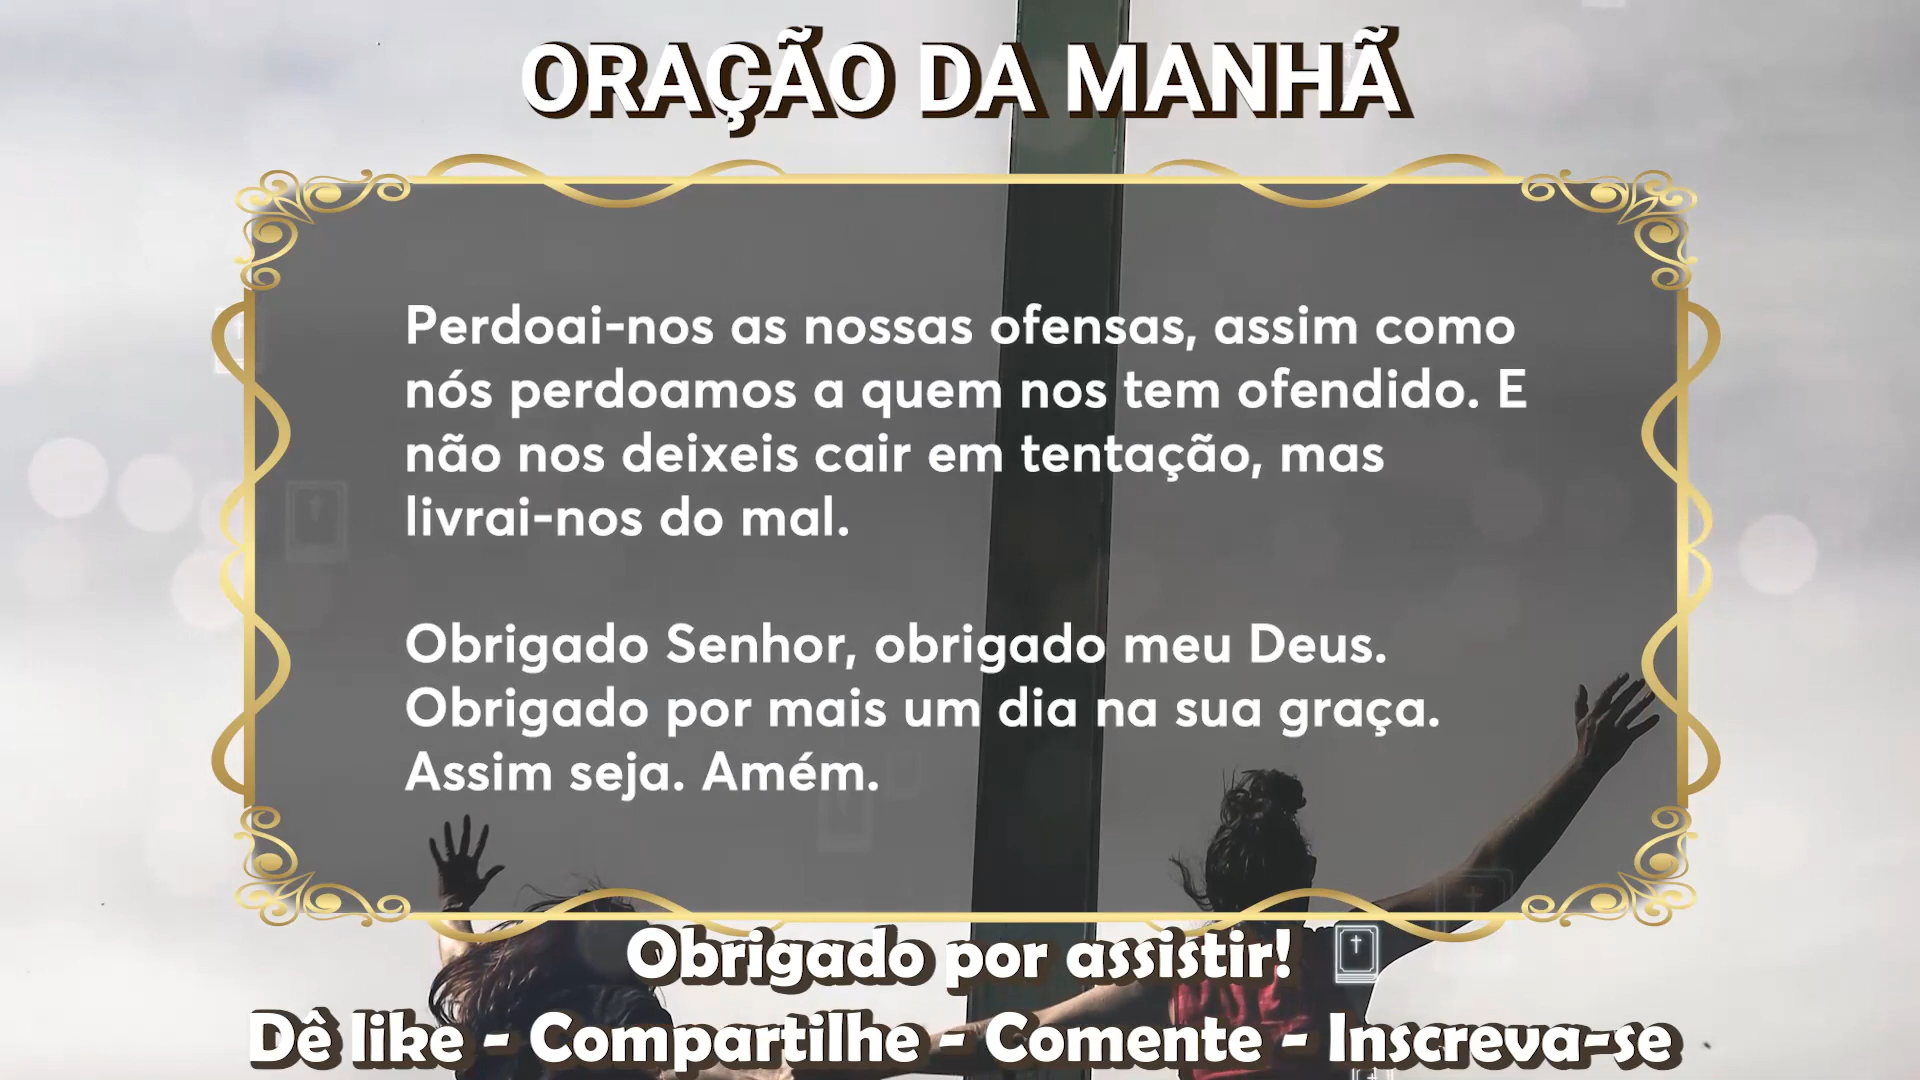 ORAÇÃO DA MANHÃ
Perdoai-nos as nossas ofensas, assim como
nós perdoamos a quem nos tem ofendido. E
não nos deixeis cair em tentação, mas
livrai-nos do mal.
Obrigado Senhor, obrigado meu Deus.
Obrigado por mais um dia na sua graça.
Assim seja. Amém.
Obrigado por assistir!
Dê like - Compartilhe - Comente - Inscreva-se